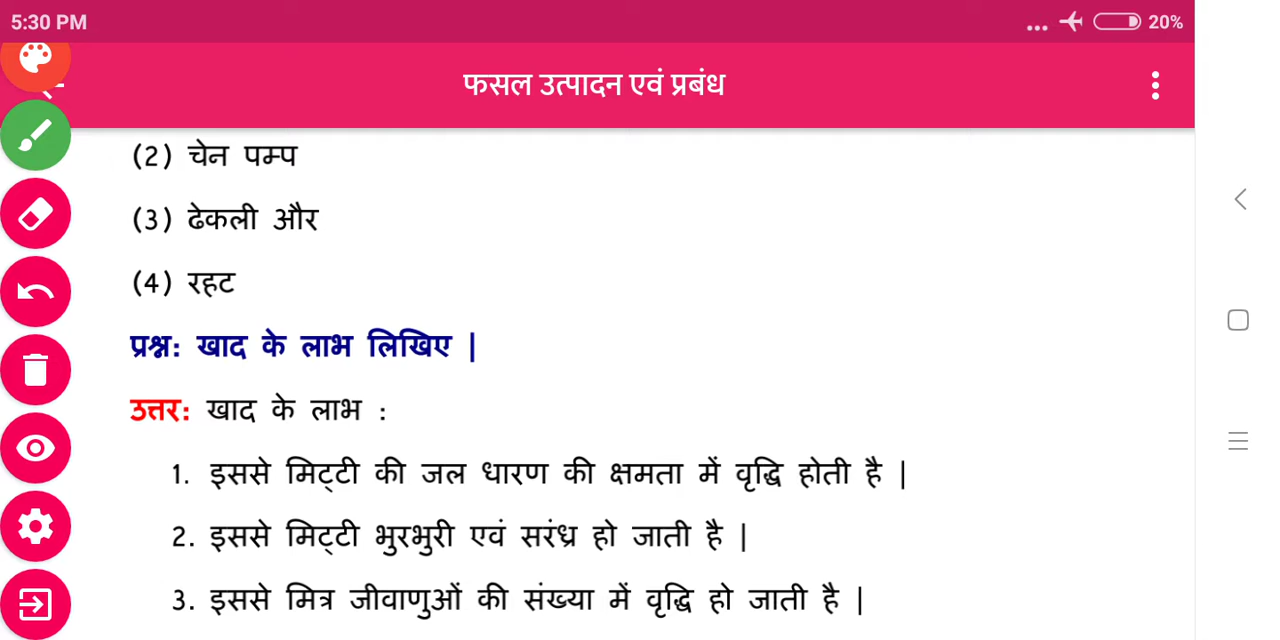 5:30 PM
20%
फसल उत्पादन एवं प्रबंध
(2) चेन पम्प
(3) ढेकली और
(4) रहट
प्रश्न: खाद के लाभ लिखिए |
उत्तर: खाद के लाभ :
1. इससे मिट्टी की जल धारण की क्षमता में वृद्धि होती है |
2. इससे मिट्टी भुरभुरी एवं सरंध्र हो जाती है |
3. इससे मित्र जीवाणुओं की संख्या में वृद्धि हो जाती है |